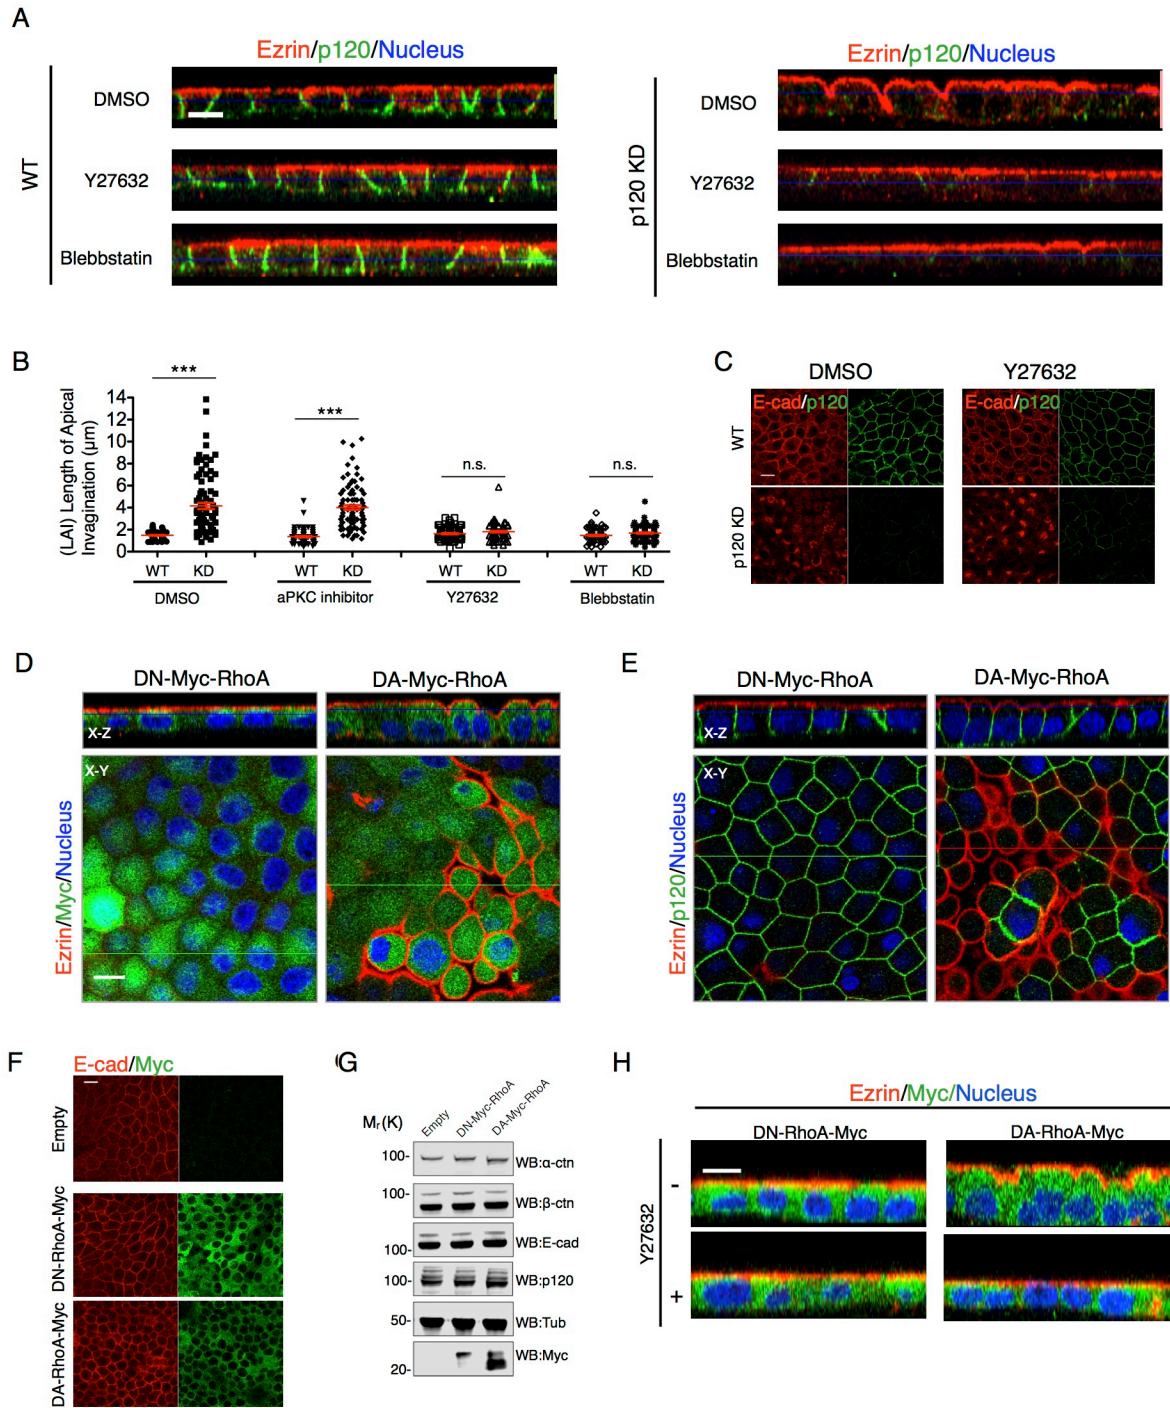 A
Ezrin/p120/Nucleus
Ezrin/p120/Nucleus
WT
DMSO
Y27632
Blebbstatin
p120 KD
DMSO
Y27632
Blebbstatin
B
(LAI) Length of Apical
Invagination (μm)
14
12
10
8
6
4
2
0
***
***
n.s.
n.s.
WT
KD
WT
KD
WT
KD
WT
KD
DMSO
aPKC inhibitor
Y27632
Blebbstatin
C
DMSO
Y27632
E-cad/p120
E-cad/p120
WT
p120 KD
D
DN-Myc-RhoA
DA-Myc-RhoA
X-Z
X-Y
Ezrin/Myc/Nucleus
E
DN-Myc-RhoA
DA-Myc-RhoA
X-Z
X-Y
Ezrin/p120/Nucleus
F
E-cad/Myc
Empty
DN-RhoA-Myc
DA-RhoA-Myc
G
Mr(K)
Empty
DN-Myc-RhoA
DA-Myc-RhoA
100-
WB:α-ctn
100-
WB:β-ctn
100-
WB:E-cad
100-
WB:p120
50-
WB:Tub
20-
WB:Myc
H
Ezrin/Myc/Nucleus
DN-RhoA-Myc
DA-RhoA-Myc
Y27632
-
+